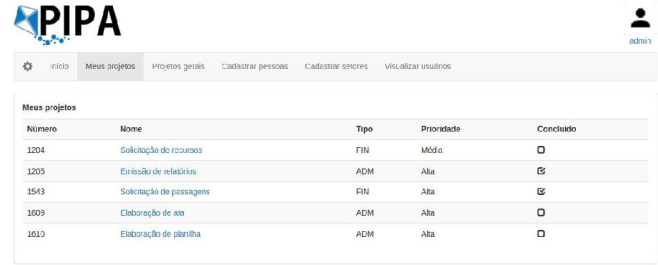 PIPA
admin
Início Meus projetos Projetos gerais Cadastrar pessoas Cadastrar setores Visualizar usuários
Meus projetos
Número Nome Tipo Prioridade Concluído
1204 Solicitação de recursos FIN Média
1205 Emissão de relatórios ADM Alta
1543 Solicitação de passagens FIN Alta
1609 Elaboração de ata ADM Alta
1610 Elaboração de planilha ADM Alta